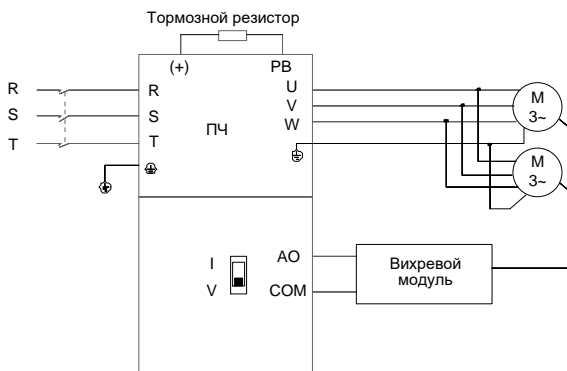 Тормозной резистор
(+) PB
R R U
S S V
T T W
ПЧ
M
3~
M
3~
I
V
AO
COM
Вихревой
модуль